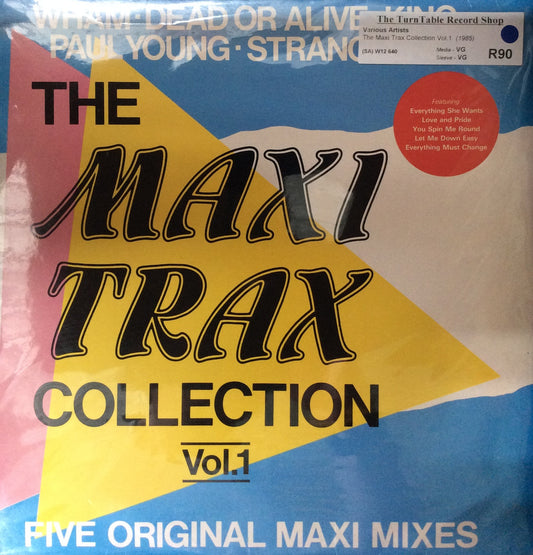 WHAM · DEAD OR ALIVE · KING
PAUL YOUNG · STRANG
The TurnTable Record Shop
Various Artists
The Maxi Trax Collection Vol.1 (1985)
(SA) W12 640
Media - VG
Sleeve - VG
R90
Featuring
Everything She Wants
Love and Pride
You Spin Me Round
Let Me Down Easy
Everything Must Change
THE
MAXI
TRAX
COLLECTION
Vol.1
FIVE ORIGINAL MAXI MIXES